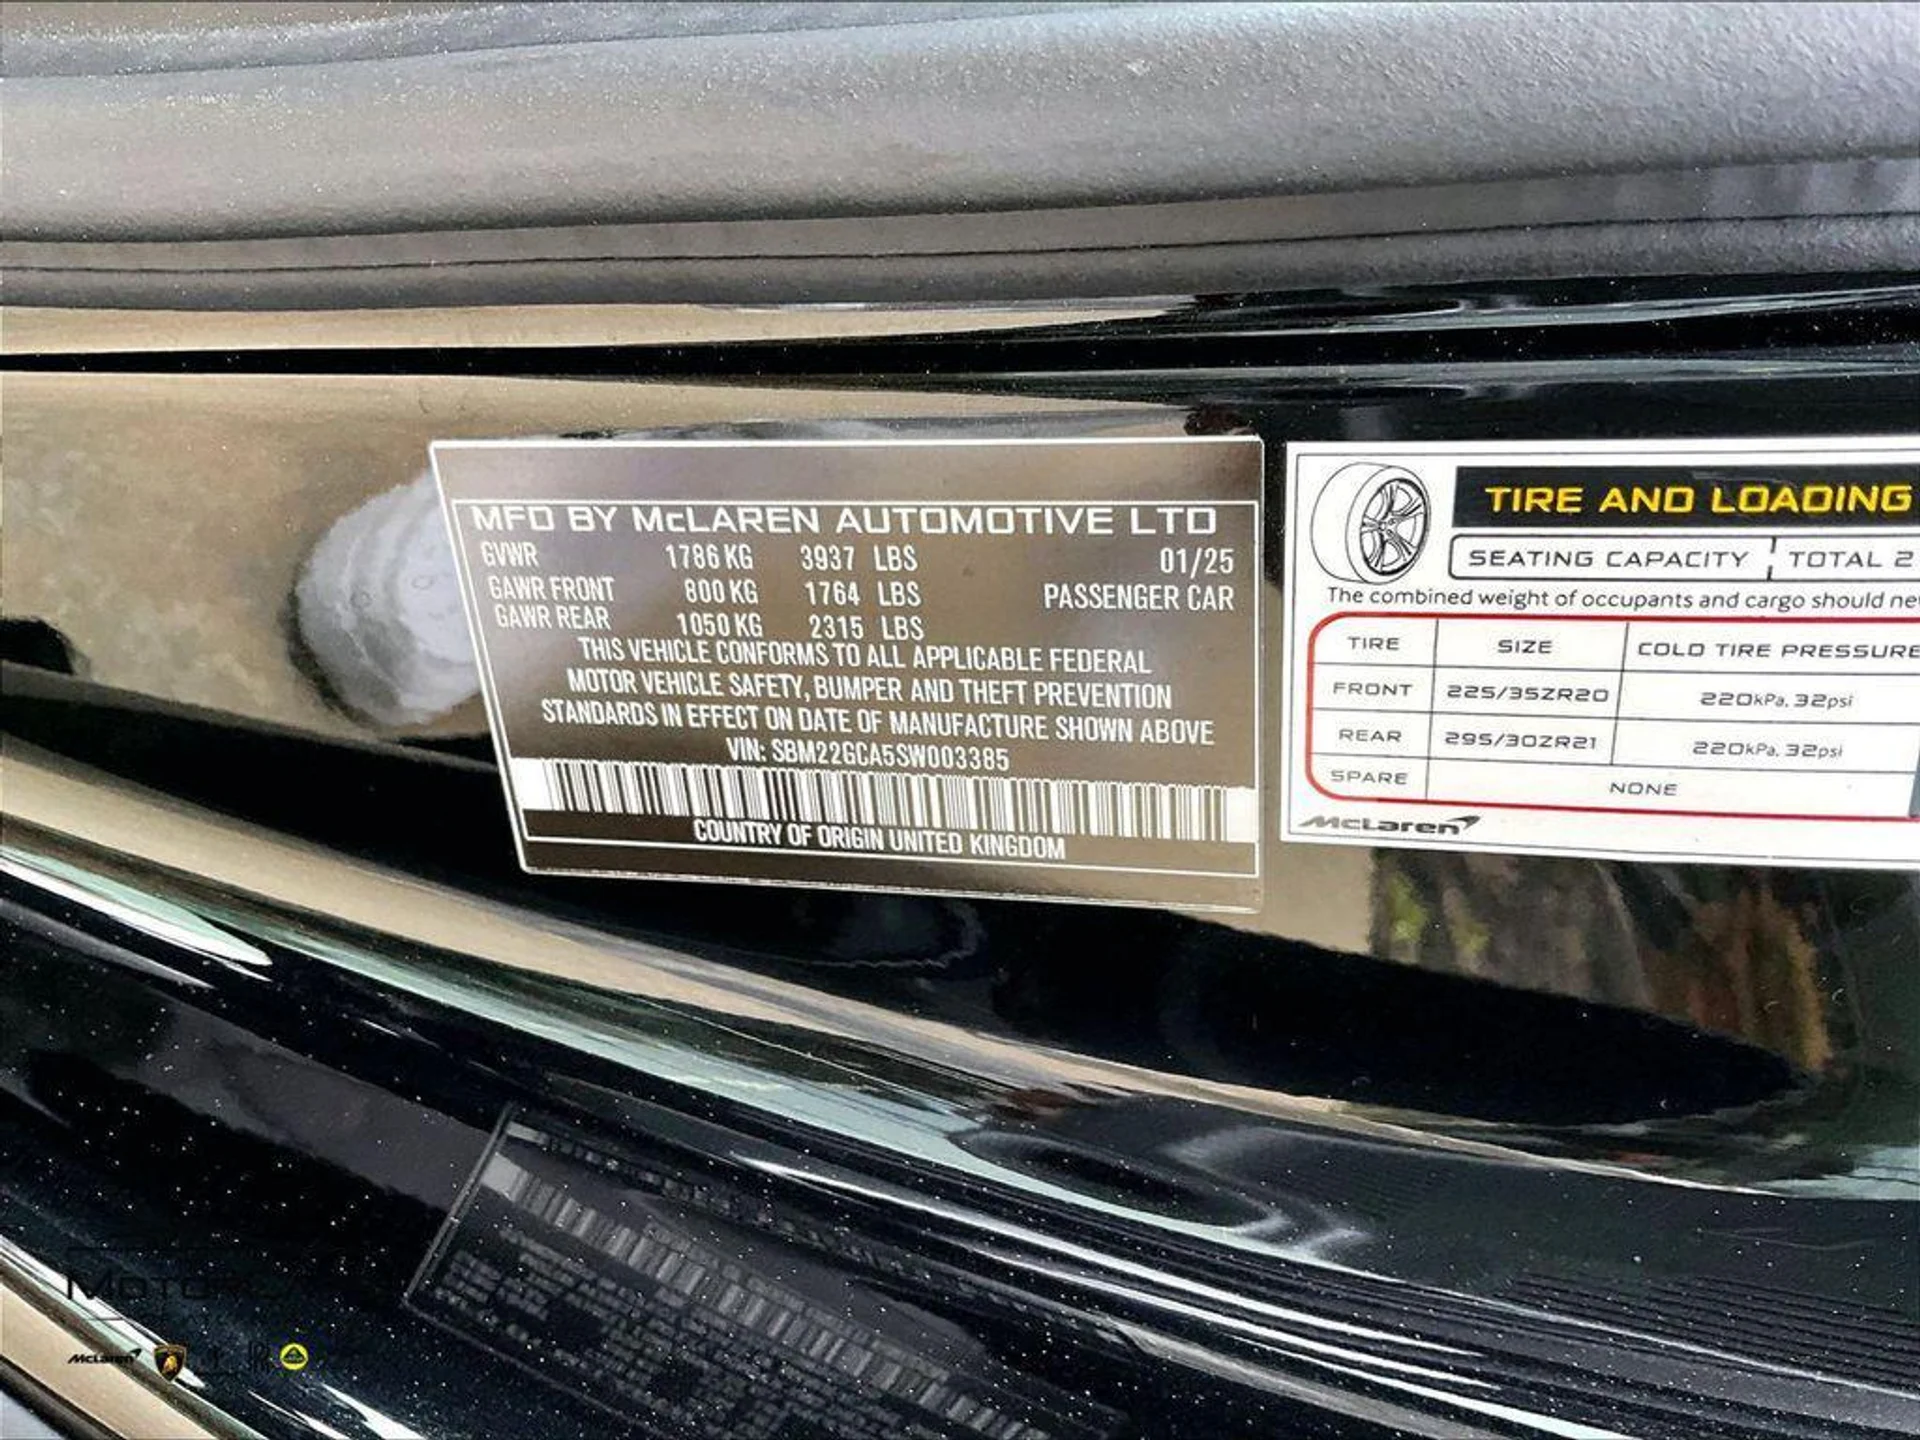 MFD BY McLAREN AUTOMOTIVE LTD
GVWR 1786 KG 3937 LBS 01/25
GAWR FRONT 800 KG 1764 LBS PASSENGER CAR
GAWR REAR 1050 KG 2315 LBS
THIS VEHICLE CONFORMS TO ALL APPLICABLE FEDERAL
MOTOR VEHICLE SAFETY, BUMPER AND THEFT PREVENTION
STANDARDS IN EFFECT ON DATE OF MANUFACTURE SHOWN ABOVE
VIN: SBM22GCA5SW003385
COUNTRY OF ORIGIN UNITED KINGDOM
TIRE AND LOADING
SEATING CAPACITY TOTAL 2
The combined weight of occupants and cargo should
TIRE SIZE COLD TIRE PRESSURE
FRONT 225/35ZR20 220kPa, 32psi
REAR 295/30ZR21 220kPa, 32psi
SPARE NONE
McLaren
McLaren